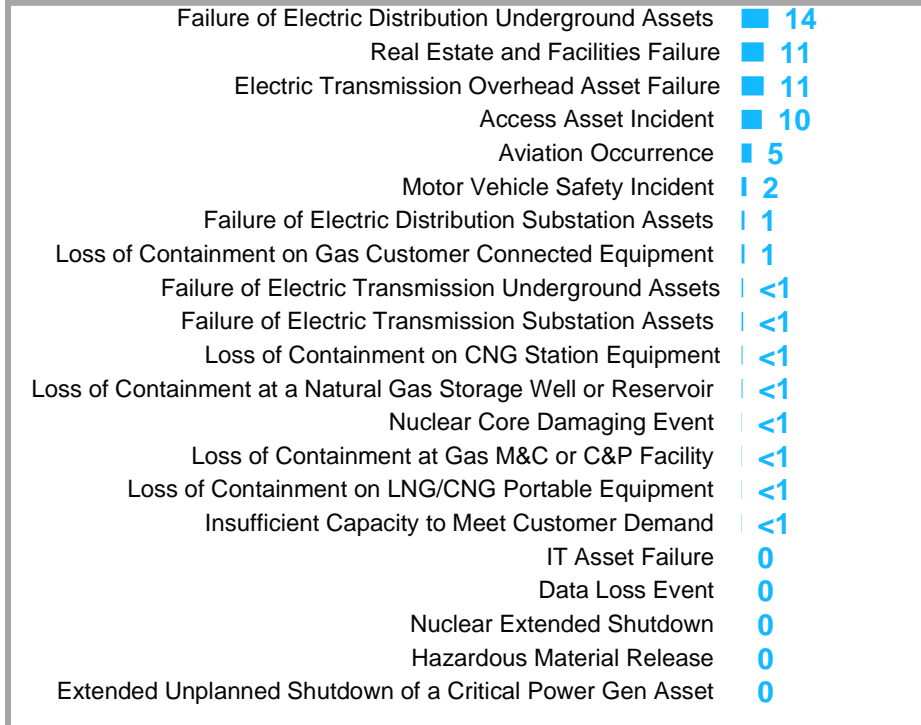 Failure of Electric Distribution Underground Assets 14
Real Estate and Facilities Failure 11
Electric Transmission Overhead Asset Failure 11
Access Asset Incident 10
Aviation Occurrence 5
Motor Vehicle Safety Incident 2
Failure of Electric Distribution Substation Assets 1
Loss of Containment on Gas Customer Connected Equipment 1
Failure of Electric Transmission Underground Assets <1
Failure of Electric Transmission Substation Assets <1
Loss of Containment on CNG Station Equipment <1
Loss of Containment at a Natural Gas Storage Well or Reservoir <1
Nuclear Core Damaging Event <1
Loss of Containment at Gas M&C or C&P Facility <1
Loss of Containment on LNG/CNG Portable Equipment <1
Insufficient Capacity to Meet Customer Demand <1
IT Asset Failure 0
Data Loss Event 0
Nuclear Extended Shutdown 0
Hazardous Material Release 0
Extended Unplanned Shutdown of a Critical Power Gen Asset 0